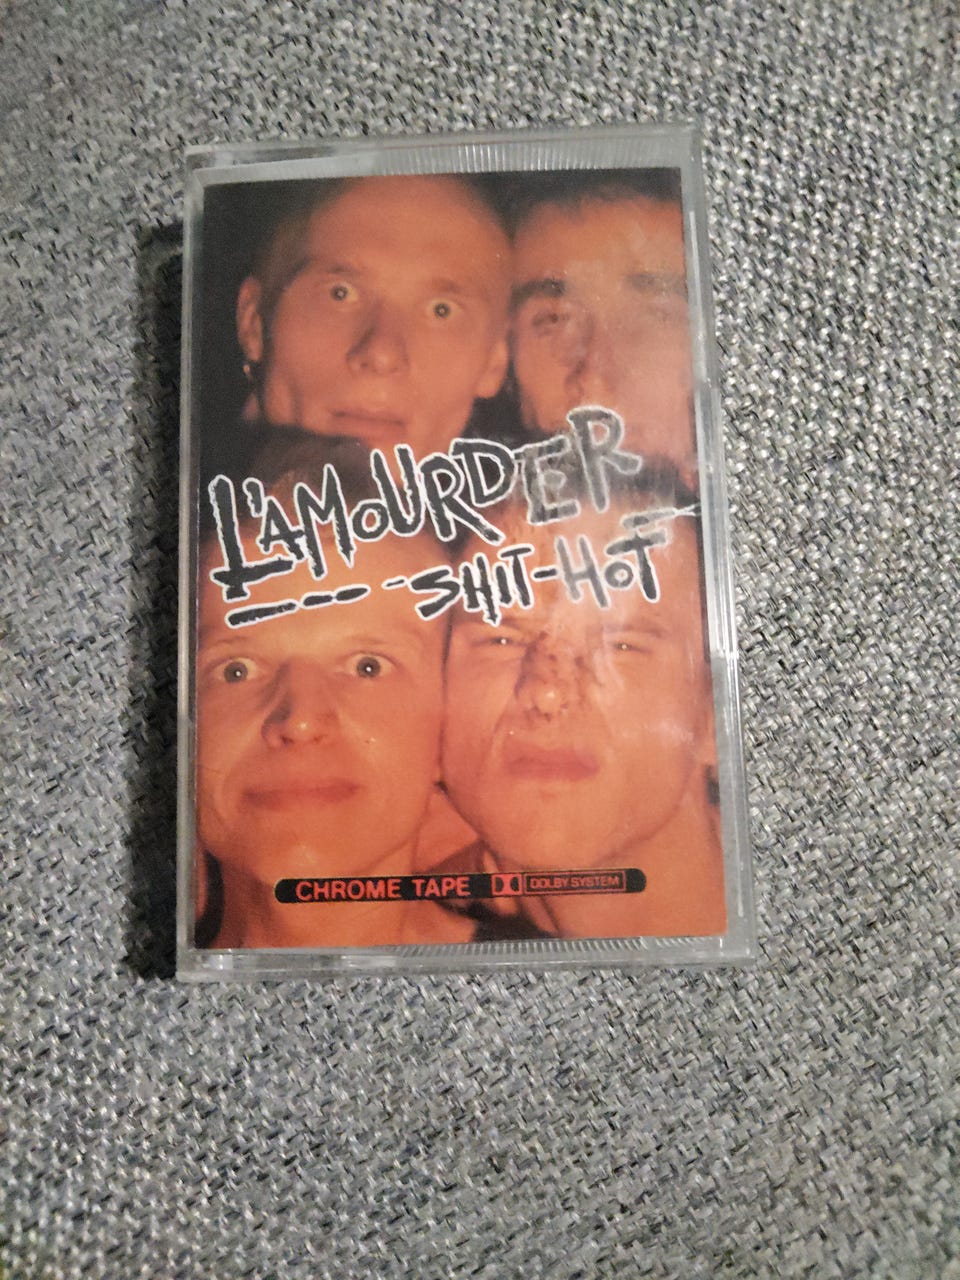 L'AMOURDER
SHIT-HOT
CHROME TAPE DOLBY SYSTEM